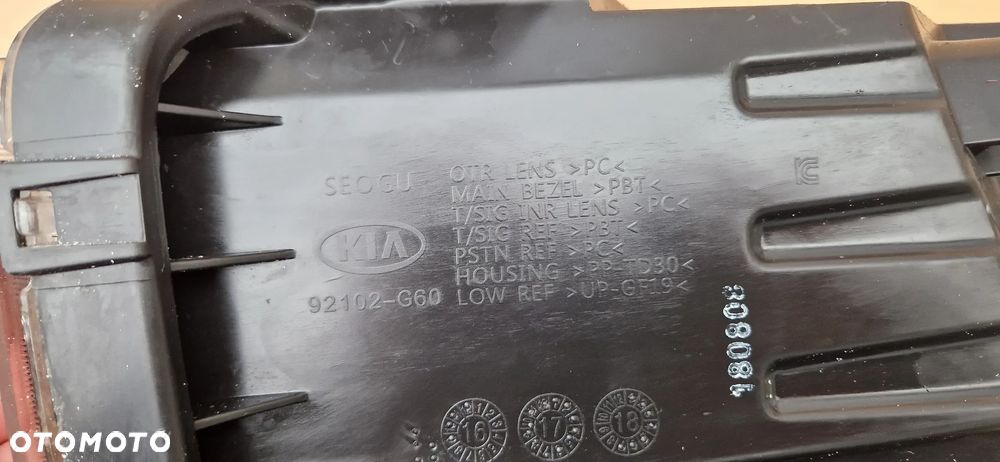 SEOGU
OTR LENS >PC<
MAIN BEZEL >PBT<
T/SIG INR LENS >PC<
T/SIG REF >PBT<
PSTN REF >PC<
HOUSING >PP-TD30<
LOW REF >UP-GF19<
KIA
92102-G60
16
17
18
OTOMOTO
OTOMOTO